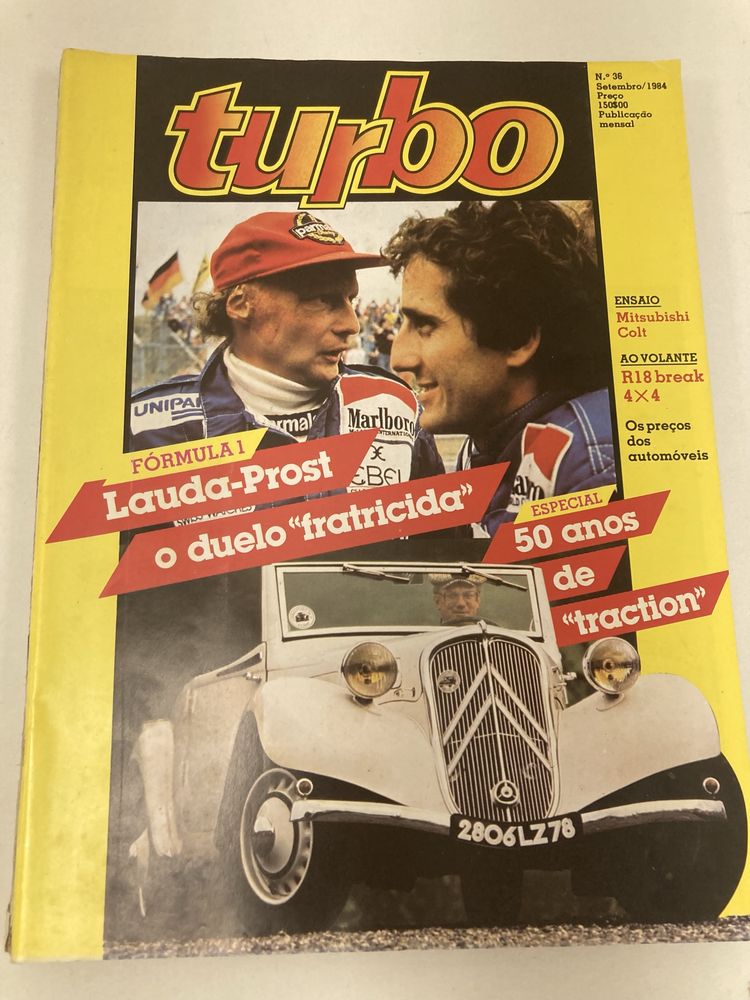 turbo
N.º 36
Setembro/1984
Preço
150$00
Publicação
mensal
ENSAIO
Mitsubishi
Colt
AO VOLANTE
R18 break
4×4
Os preços
dos
automóveis
UNIPA
Marlboro
FÓRMULA 1
Lauda-Prost
o duelo "fratricida"
ESPECIAL
50 anos
de
"traction"
2806LZ78